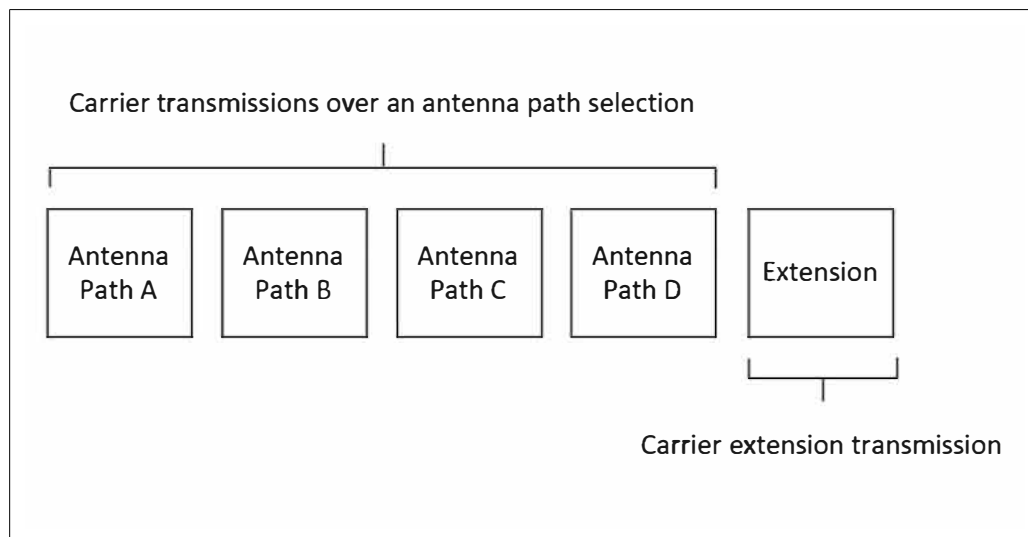 Carrier transmissions over an antenna path selection
Antenna
Path A
Antenna
Path B
Antenna
Path C
Antenna
Path D
Extension
Carrier extension transmission